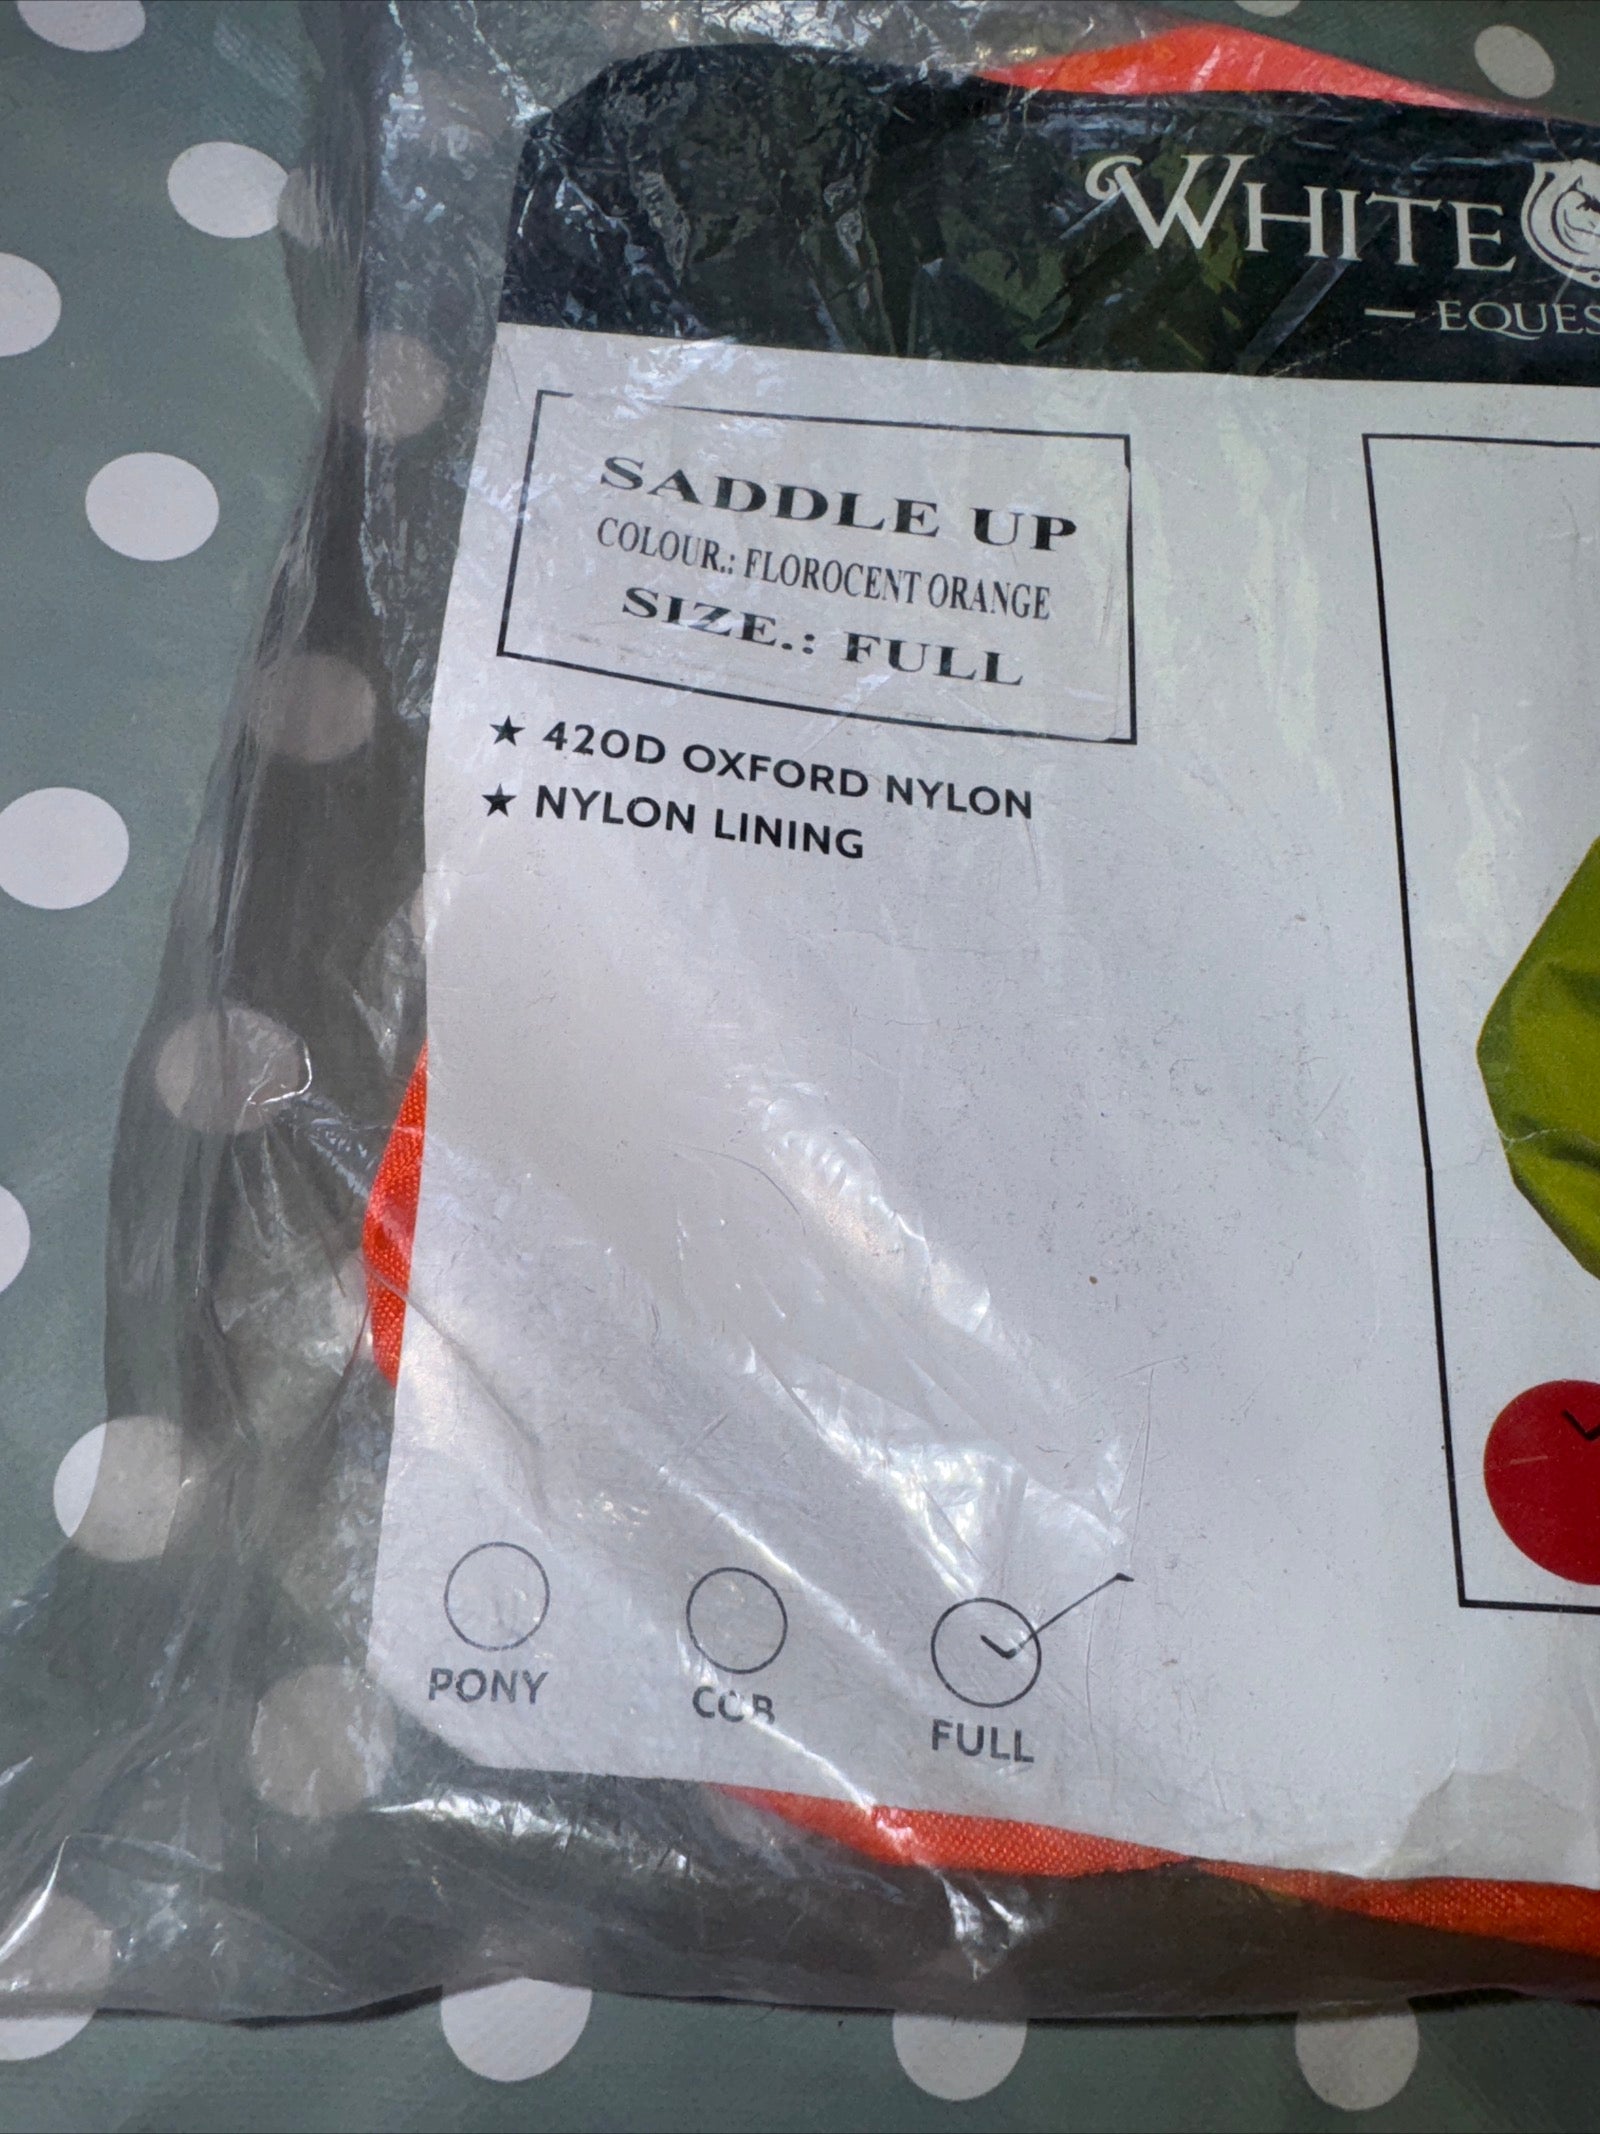 WHITE
— EQUES
SADDLE UP
COLOUR.: FLOROCENT ORANGE
SIZE.: FULL
★ 420D OXFORD NYLON
★ NYLON LINING
PONY
COB
FULL